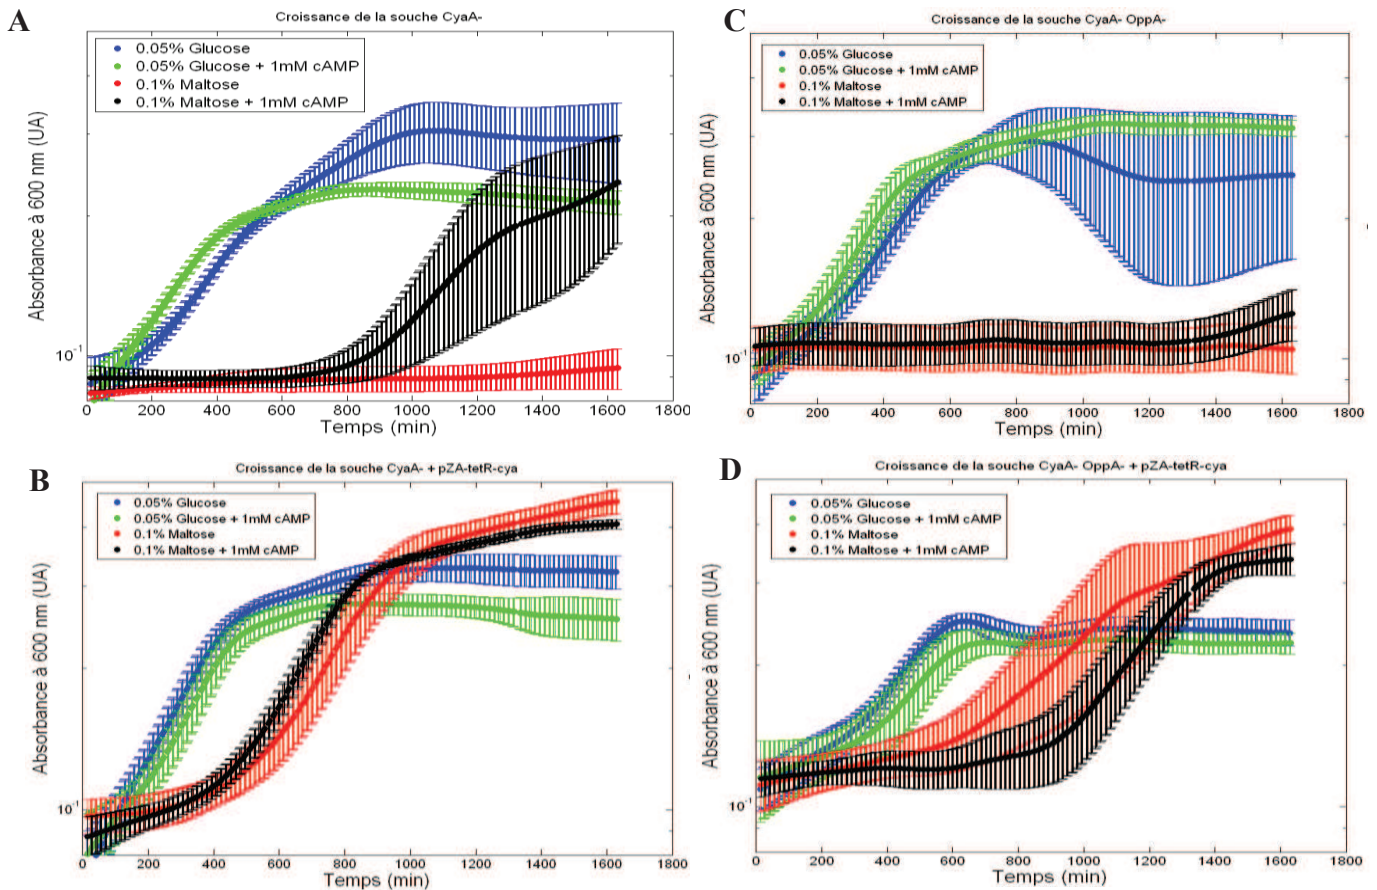 A
Croissance de la souche CyaA-
0.05% Glucose
0.05% Glucose + 1mM cAMP
0.1% Maltose
0.1% Maltose + 1mM cAMP
Absorbance à 600 nm (UA)
10-1
0 200 400 600 800 1000 1200 1400 1600 1800
Temps (min)
C
Croissance de la souche CyaA- OppA-
0.05% Glucose
0.05% Glucose + 1mM cAMP
0.1% Maltose
0.1% Maltose + 1mM cAMP
Absorbance à 600 nm (UA)
10-1
0 200 400 600 800 1000 1200 1400 1600 1800
Temps (min)
B
Croissance de la souche CyaA- + pZA-tetR-cya
0.05% Glucose
0.05% Glucose + 1mM cAMP
0.1% Maltose
0.1% Maltose + 1mM cAMP
Absorbance à 600 nm (UA)
10-1
0 200 400 600 800 1000 1200 1400 1600 1800
Temps (min)
D
Croissance de la souche CyaA- OppA- + pZA-tetR-cya
0.05% Glucose
0.05% Glucose + 1mM cAMP
0.1% Maltose
0.1% Maltose + 1mM cAMP
Absorbance à 600 nm (UA)
10-1
0 200 400 600 800 1000 1200 1400 1600 1800
Temps (min)